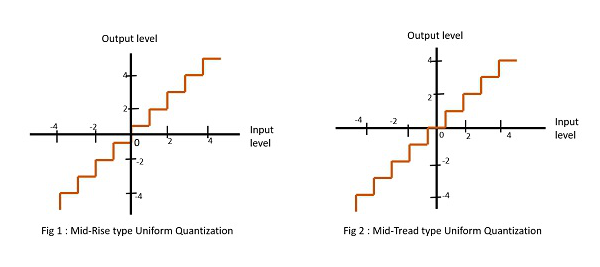 Output level
4
2
-4
-2
0
2
4
Input
level
-2
-4
Fig 1 : Mid-Rise type Uniform Quantization
Output level
4
2
-4
-2
0
2
4
Input
level
-2
-4
Fig 2 : Mid-Tread type Uniform Quantization